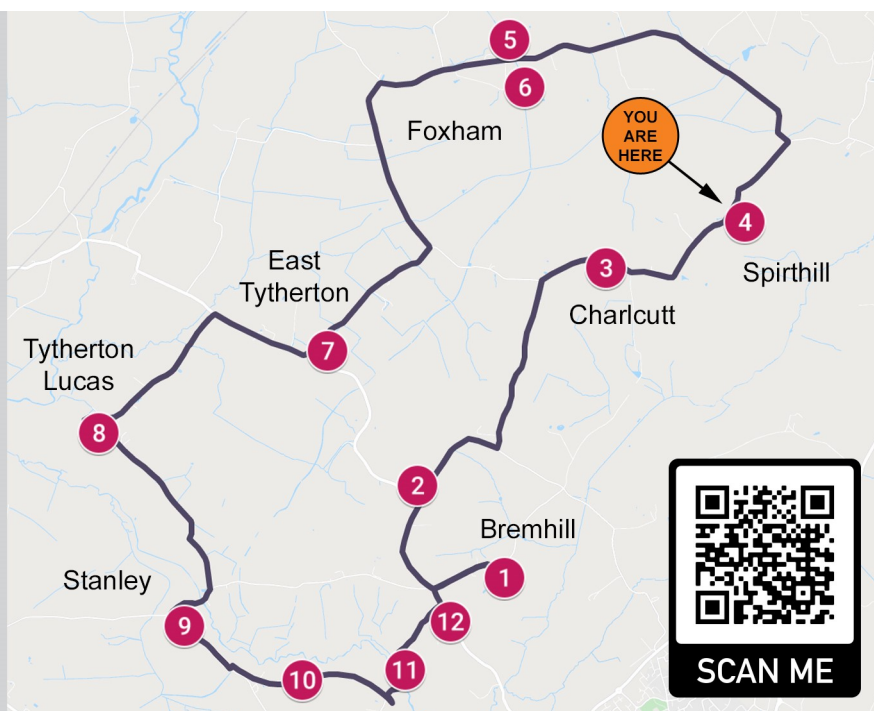 5
6
YOU
ARE
HERE
Foxham
4
3
Spirthill
East
Tytherton
Charlcutt
7
Tytherton
Lucas
8
2
Bremhill
1
Stanley
9
12
11
10
SCAN ME